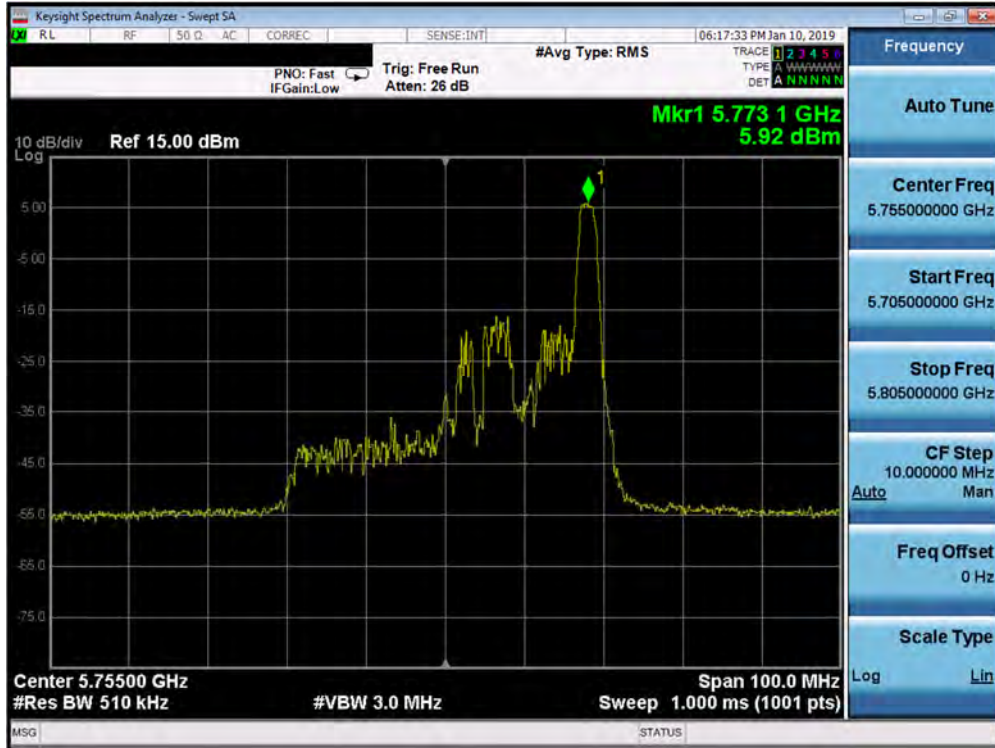 Keysight Spectrum Analyzer - Swept SA
LXI RL RF 50 Ω AC CORREC SENSE:INT 06:17:33 PM Jan 10, 2019
#Avg Type: RMS TRACE 1 2 3 4 5 6
PNO: Fast Trig: Free Run TYPE A WWWWW
IFGain:Low Atten: 26 dB DET A N N N N N
Mkr1 5.773 1 GHz
5.92 dBm
10 dB/div Ref 15.00 dBm
Log
1
5.00
-5.00
-15.0
-25.0
-35.0
-45.0
-55.0
-65.0
-75.0
Center 5.75500 GHz Span 100.0 MHz
#Res BW 510 kHz #VBW 3.0 MHz Sweep 1.000 ms (1001 pts)
MSG STATUS
Frequency
Auto Tune
Center Freq
5.755000000 GHz
Start Freq
5.705000000 GHz
Stop Freq
5.805000000 GHz
CF Step
10.000000 MHz
Auto Man
Freq Offset
0 Hz
Scale Type
Log Lin